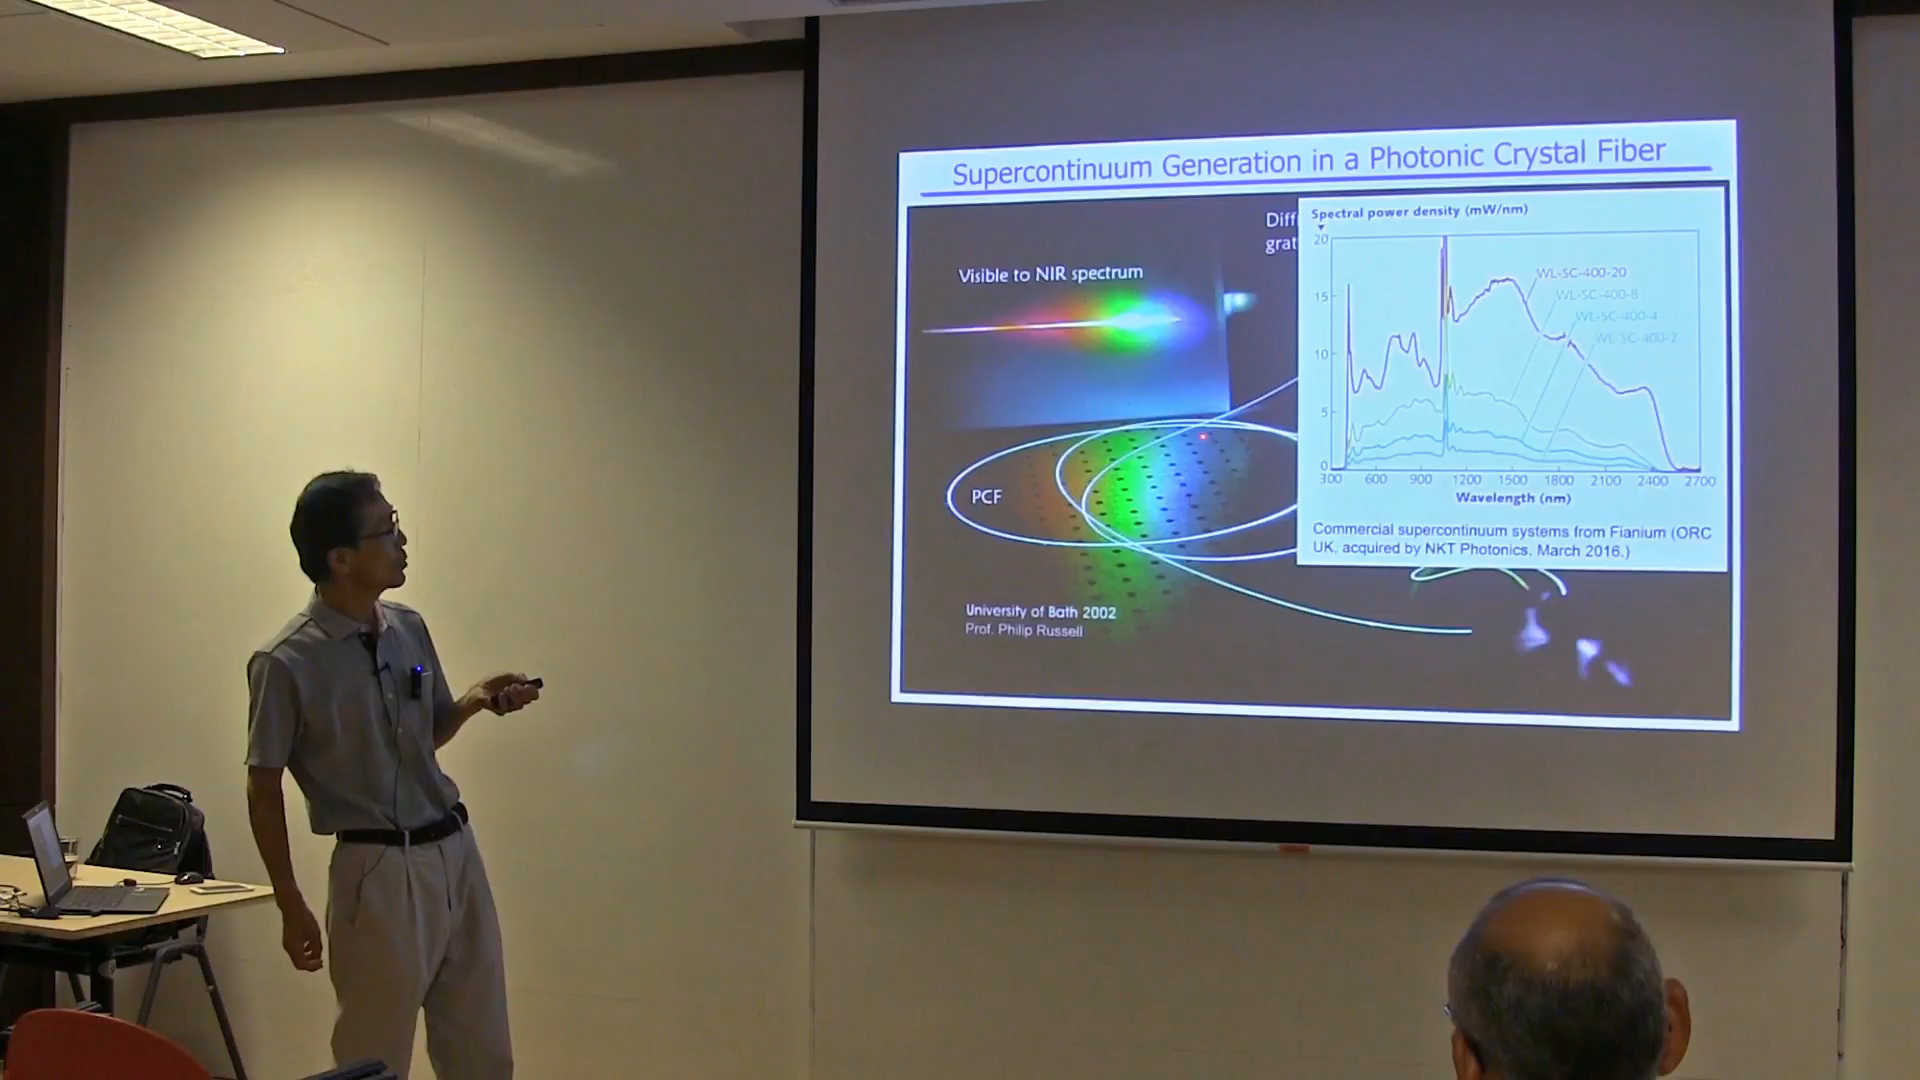 Supercontinuum Generation in a Photonic Crystal Fiber
Visible to NIR spectrum
Diff
grat
PCF
University of Bath 2002
Prof. Philip Russell
Spectral power density (mW/nm)
20
15
10
5
0
300 600 900 1200 1500 1800 2100 2400 2700
Wavelength (nm)
WL-SC-400-20
WL-SC-400-8
WL-SC-400-4
WL-SC-400-2
Commercial supercontinuum systems from Fianium (ORC
UK, acquired by NKT Photonics, March 2016.)